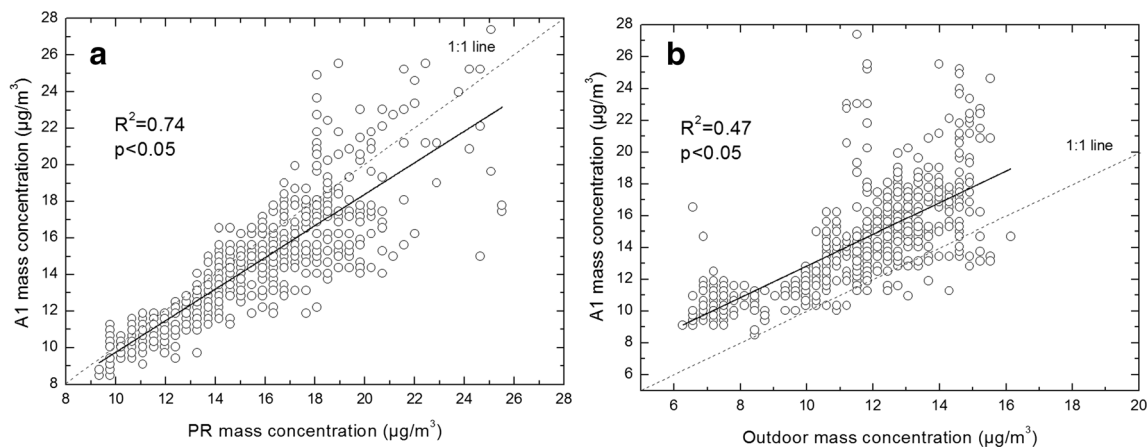 a
1:1 line
R²=0.74
p<0.05
A1 mass concentration (µg/m³)
28
26
24
22
20
18
16
14
12
10
8
8 10 12 14 16 18 20 22 24 26 28
PR mass concentration (µg/m³)
b
R²=0.47
p<0.05
1:1 line
A1 mass concentration (µg/m³)
28
26
24
22
20
18
16
14
12
10
8
6
6 8 10 12 14 16 18 20
Outdoor mass concentration (µg/m³)